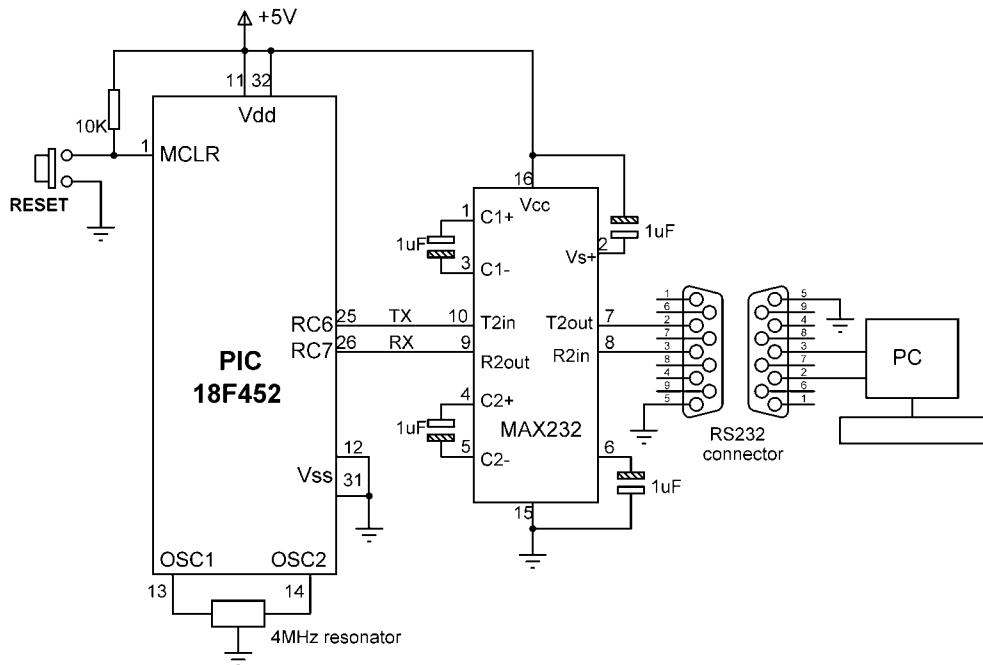 +5V
11 32
Vdd
10K
1
MCLR
RESET
16
Vcc
1
C1+
1uF
3
C1-
2
Vs+
1uF
RC6
25
TX
10
T2in
T2out
7
RC7
26
RX
9
R2out
R2in
8
PIC
18F452
4
C2+
1uF
5
C2-
MAX232
6
1uF
15
12
Vss
31
OSC1
OSC2
13
14
4MHz resonator
1
6
2
7
3
8
4
9
5
5
9
4
8
3
7
2
6
1
RS232
connector
PC